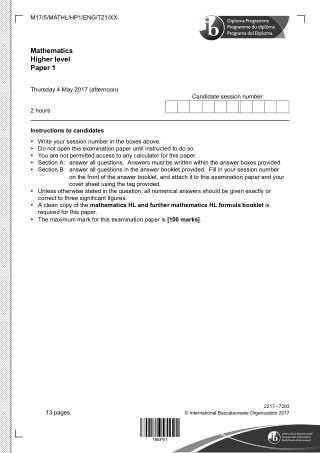 M17/5/MATHL/HP1/ENG/TZ1/XX
Diploma Programme
Programme du diplôme
Programa del Diploma
Mathematics
Higher level
Paper 1
Thursday 4 May 2017 (afternoon)
Candidate session number
2 hours
Instructions to candidates
• Write your session number in the boxes above.
• Do not open this examination paper until instructed to do so.
• You are not permitted access to any calculator for this paper.
• Section A: answer all questions. Answers must be written within the answer boxes provided.
• Section B: answer all questions in the answer booklet provided. Fill in your session number
on the front of the answer booklet, and attach it to this examination paper and your
cover sheet using the tag provided.
• Unless otherwise stated in the question, all numerical answers should be given exactly or
correct to three significant figures.
• A clean copy of the mathematics HL and further mathematics HL formula booklet is
required for this paper.
• The maximum mark for this examination paper is [100 marks].
2217–7203
13 pages
© International Baccalaureate Organization 2017
16EP01